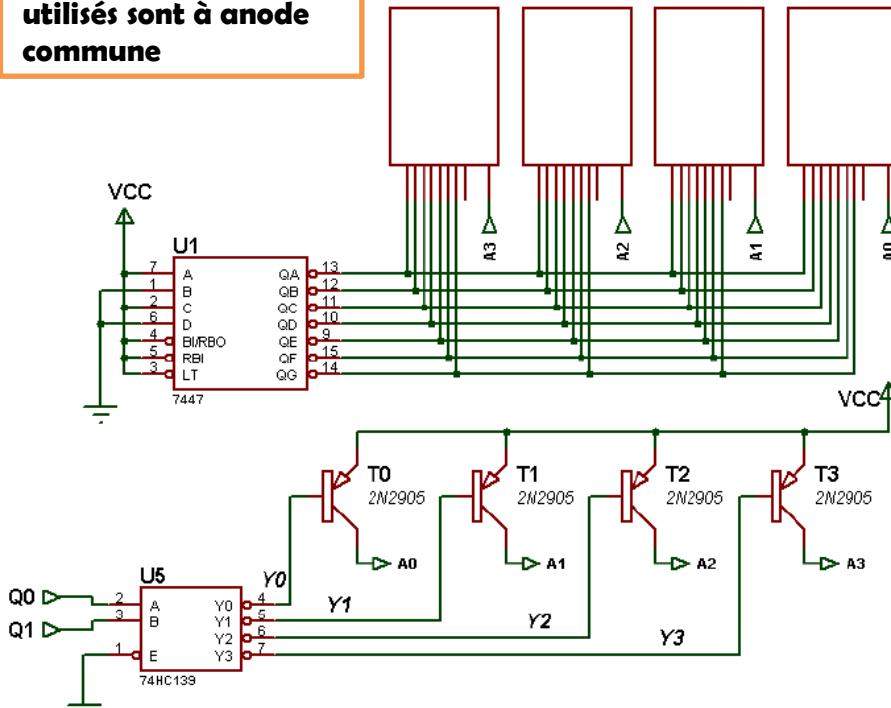 utilisés sont à anode
commune
A3
A2
A1
A0
VCC
U1
7 A QA 13
1 B QB 12
2 C QC 11
6 D QD 10
4 BI/RBO QE 9
5 RBI QF 15
3 LT QG 14
7447
VCC
T0
2N2905
T1
2N2905
T2
2N2905
T3
2N2905
A0
A1
A2
A3
U5
Y0
Q0 2 A Y0 4
Q1 3 B Y1 5
Y2 6
1 E Y3 7
74HC139
Y1
Y2
Y3